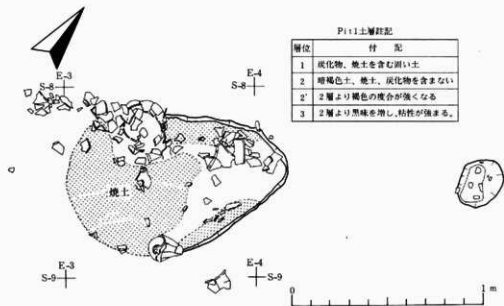 Pit1土層註記
層位 付記
1 炭化物、焼土を含む固い土
2 暗褐色土、焼土、炭化物を含まない
2' 2層より褐色の度合が強くなる
3 2層より黒味を増し、粘性が強まる。
E-3
S-8
E-4
S-8
焼土
E-3
S-9
E-4
S-9
0 1m